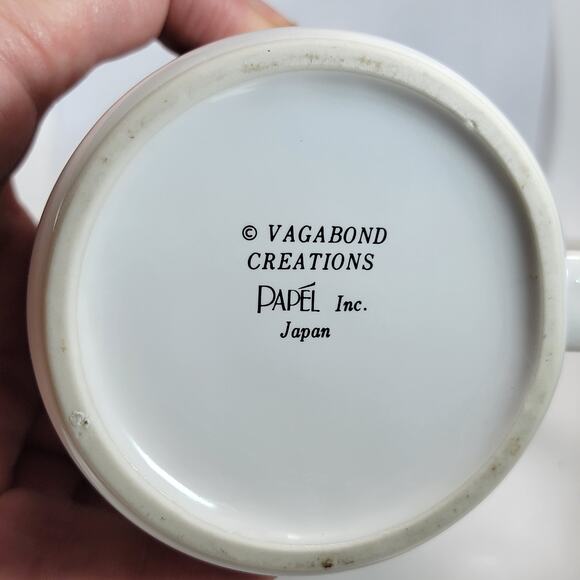 © VAGABOND
CREATIONS
PAPÉL Inc.
Japan